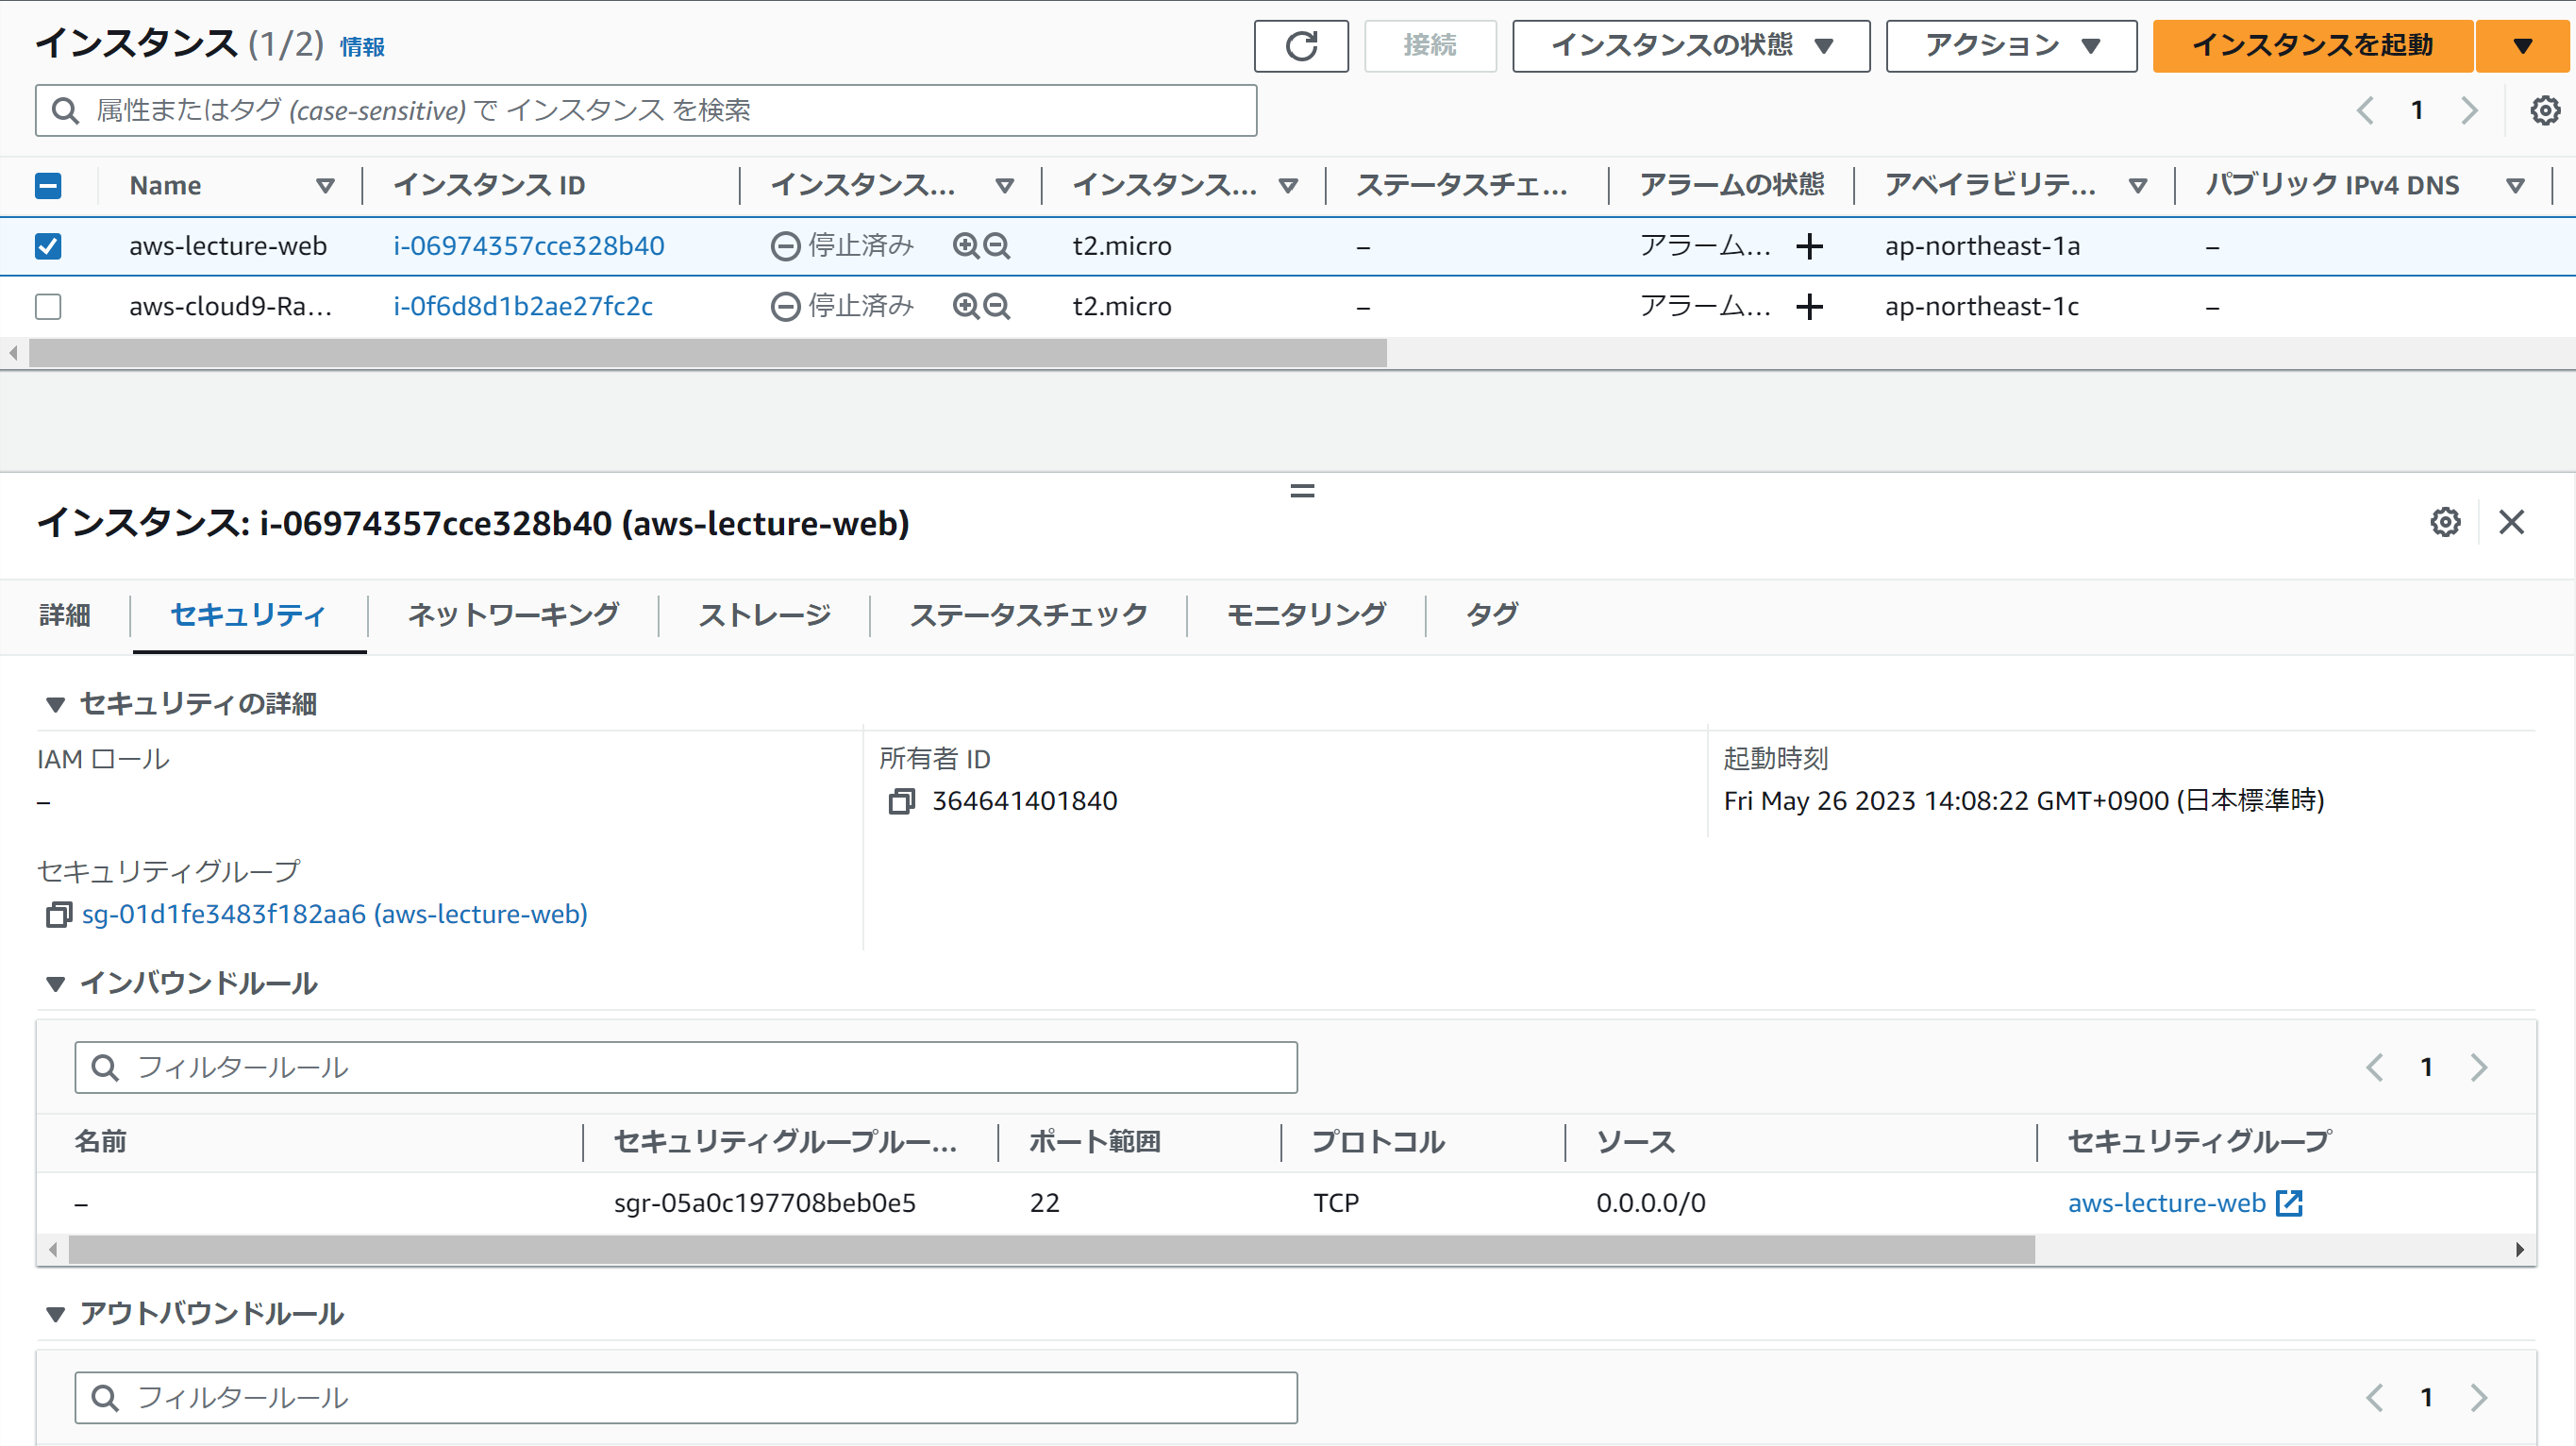 インスタンス (1/2) 情報 接続 インスタンスの状態 アクション インスタンスを起動
属性またはタグ (case-sensitive) で インスタンス を検索 1
Name インスタンス ID インスタンス... インスタンス... ステータスチェ... アラームの状態 アベイラビリテ... パブリック IPv4 DNS
aws-lecture-web i-06974357cce328b40 停止済み t2.micro – アラーム... ap-northeast-1a –
aws-cloud9-Ra... i-0f6d8d1b2ae27fc2c 停止済み t2.micro – アラーム... ap-northeast-1c –
インスタンス: i-06974357cce328b40 (aws-lecture-web)
詳細 セキュリティ ネットワーキング ストレージ ステータスチェック モニタリング タグ
セキュリティの詳細
IAM ロール 所有者 ID 起動時刻
– 364641401840 Fri May 26 2023 14:08:22 GMT+0900 (日本標準時)
セキュリティグループ
sg-01d1fe3483f182aa6 (aws-lecture-web)
インバウンドルール
フィルタールール 1
名前 セキュリティグループルー... ポート範囲 プロトコル ソース セキュリティグループ
– sgr-05a0c197708beb0e5 22 TCP 0.0.0.0/0 aws-lecture-web
アウトバウンドルール
フィルタールール 1